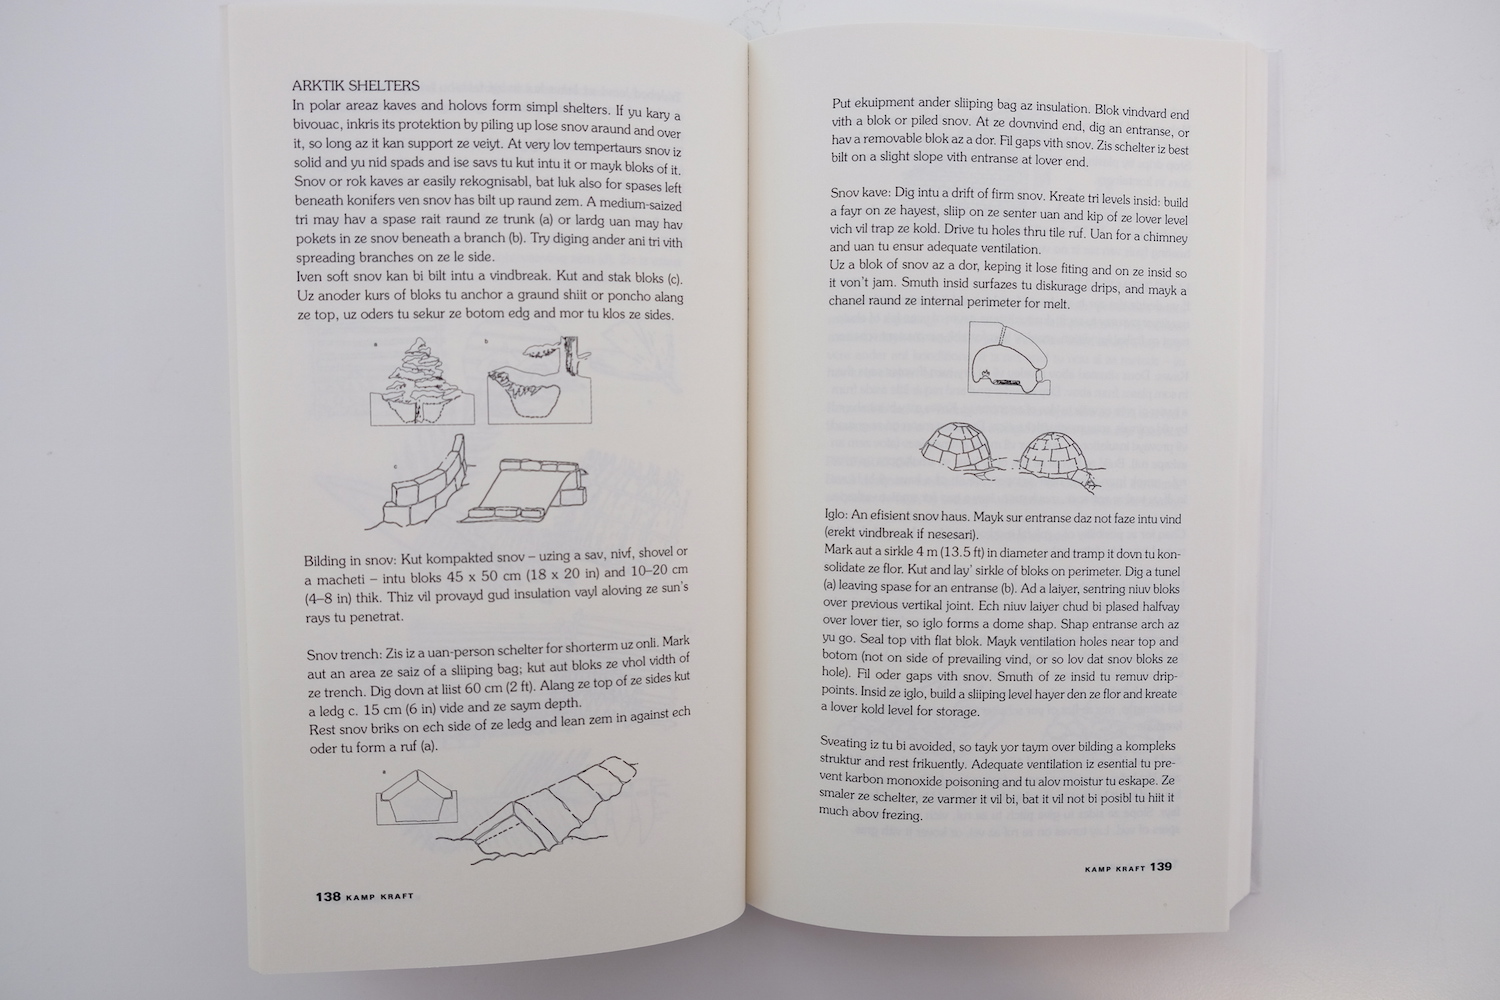 ARKTIK SHELTERS
In polar areaz kaves and holovs form simpl shelters. If yu kary a
bivouac, inkris its protektion by piling up lose snov araund and over
it, so long az it kan support ze veiyt. At very lov tempertaurs snov iz
solid and yu nid spads and ise savs tu kut intu it or mayk bloks of it.
Snov or rok kaves ar easily rekognisabl, bat luk also for spases left
beneath konifers ven snov has bilt up raund zem. A medium-saized
tri may hav a spase rait raund ze trunk (a) or lardg uan may hav
pokets in ze snov beneath a branch (b). Try diging ander ani tri vith
spreading branches on ze le side.
Iven soft snov kan bi bilt intu a vindbreak. Kut and stak bloks (c).
Uz anoder kurs of bloks tu anchor a graund shiit or poncho alang
ze top, uz oders tu sekur ze botom edg and mor tu klos ze sides.
a
b
c.
Bilding in snov: Kut kompakted snov – uzing a sav, nivf, shovel or
a macheti – intu bloks 45 x 50 cm (18 x 20 in) and 10–20 cm
(4–8 in) thik. Thiz vil provayd gud insulation vayl aloving ze sun's
rays tu penetrat.
Snov trench: Zis iz a uan-person schelter for shorterm uz onli. Mark
aut an area ze saiz of a sliiping bag; kut aut bloks ze vhol vidth of
ze trench. Dig dovn at liist 60 cm (2 ft). Alang ze top of ze sides kut
a ledg c. 15 cm (6 in) vide and ze saym depth.
Rest snov briks on ech side of ze ledg and lean zem in against ech
oder tu form a ruf (a).
a
138 KAMP KRAFT
Put ekuipment ander sliiping bag az insulation. Blok vindvard end
vith a blok or piled snov. At ze dovnvind end, dig an entranse, or
hav a removable blok az a dor. Fil gaps vith snov. Zis schelter iz best
bilt on a slight slope vith entranse at lover end.
Snov kave: Dig intu a drift of firm snov. Kreate tri levels insid: build
a fayr on ze hayest, sliip on ze senter uan and kip of ze lover level
vich vil trap ze kold. Drive tu holes thru tile ruf. Uan for a chimney
and uan tu ensur adequate ventilation.
Uz a blok of snov az a dor, keping it lose fiting and on ze insid so
it von't jam. Smuth insid surfazes tu diskurage drips, and mayk a
chanel raund ze internal perimeter for melt.
Iglo: An efisient snov haus. Mayk sur entranse daz not faze intu vind
(erekt vindbreak if nesesari).
Mark aut a sirkle 4 m (13.5 ft) in diameter and tramp it dovn tu kon-
solidate ze flor. Kut and lay' sirkle of bloks on perimeter. Dig a tunel
(a) leaving spase for an entranse (b). Ad a laiyer, sentring niuv bloks
over previous vertikal joint. Ech niuv laiyer chud bi plased halfvay
over lover tier, so iglo forms a dome shap. Shap entranse arch az
yu go. Seal top vith flat blok. Mayk ventilation holes near top and
botom (not on side of prevailing vind, or so lov dat snov bloks ze
hole). Fil oder gaps vith snov. Smuth of ze insid tu remuv drip-
points. Insid ze iglo, build a sliiping level hayer den ze flor and kreate
a lover kold level for storage.
Sveating iz tu bi avoided, so tayk yor taym over bilding a kompleks
struktur and rest frikuently. Adequate ventilation iz esential tu pre-
vent karbon monoxide poisoning and tu alov moistur tu eskape. Ze
smaler ze schelter, ze varmer it vil bi, bat it vil not bi posibl tu hiit it
much abov frezing.
KAMP KRAFT 139